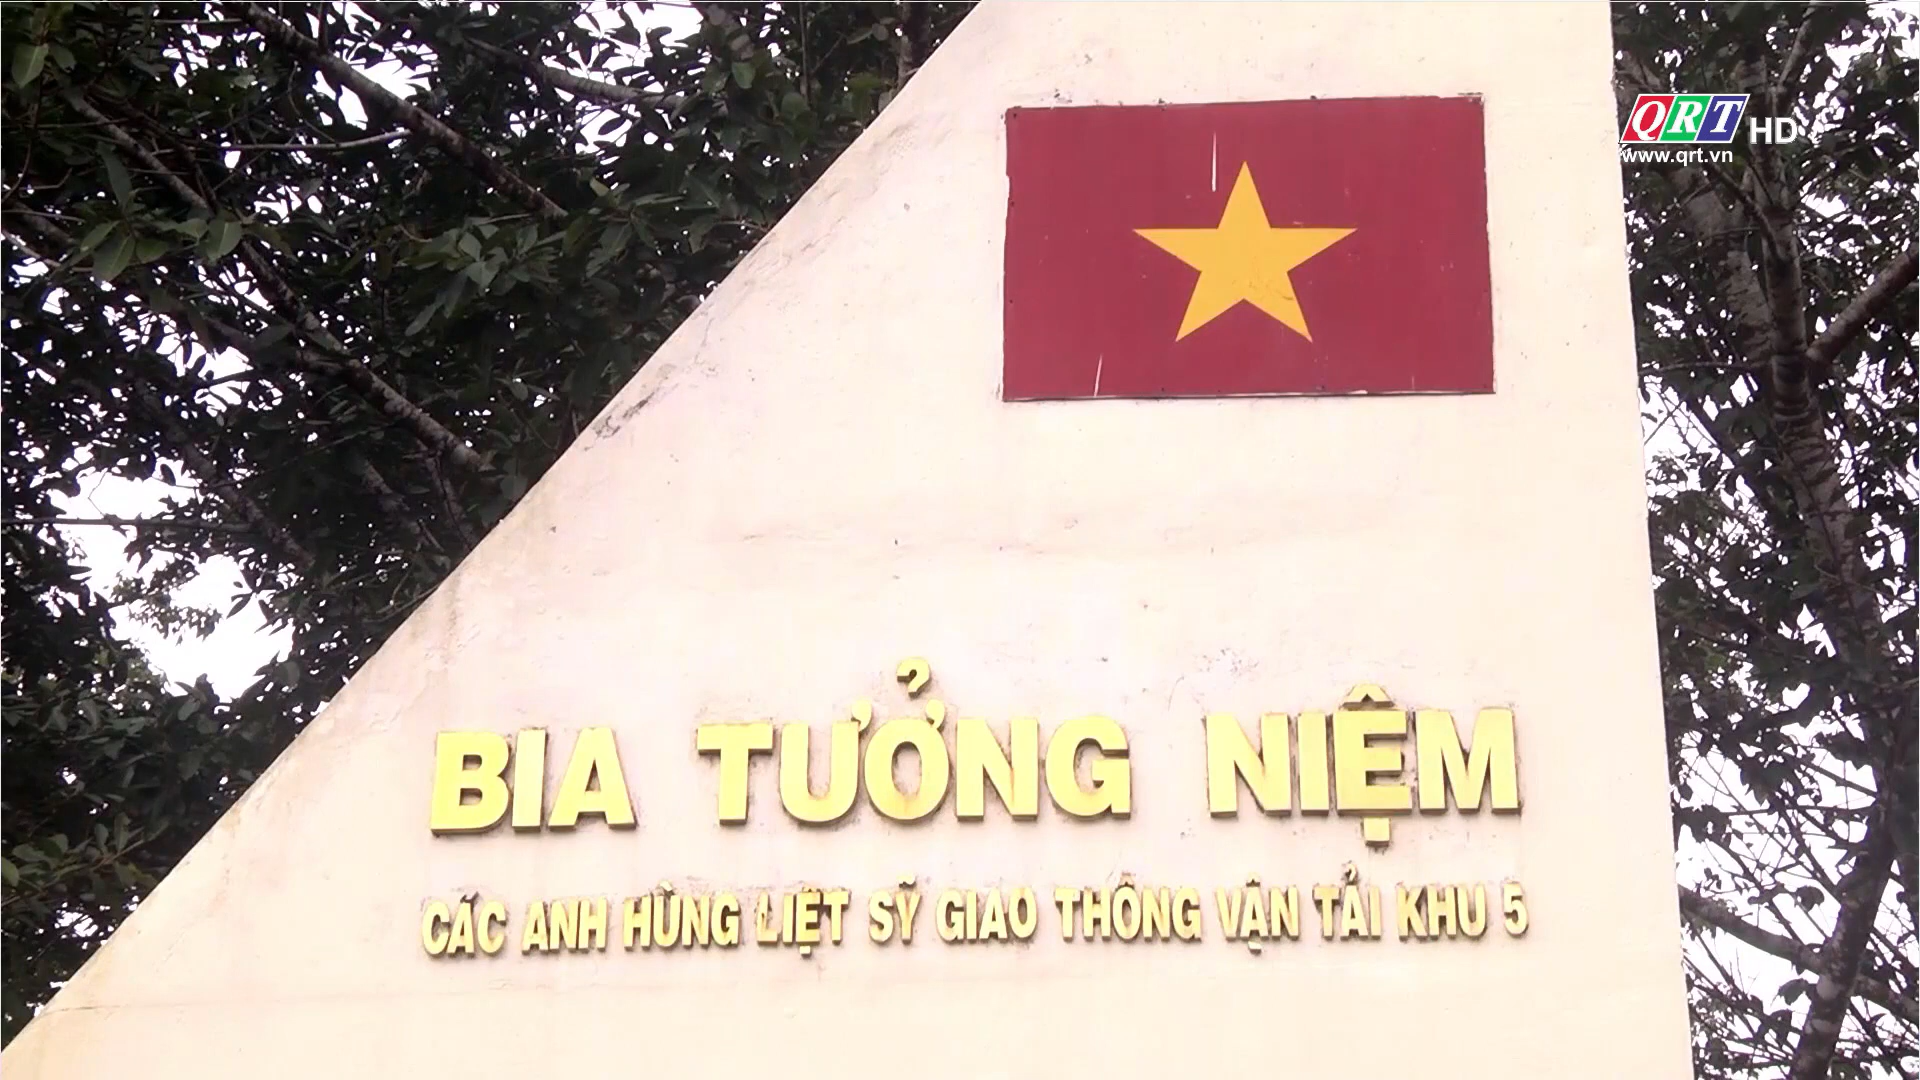 QRT HD
www.qrt.vn
BIA TƯỞNG NIỆM
CÁC ANH HÙNG LIỆT SỸ GIAO THÔNG VẬN TẢI KHU 5